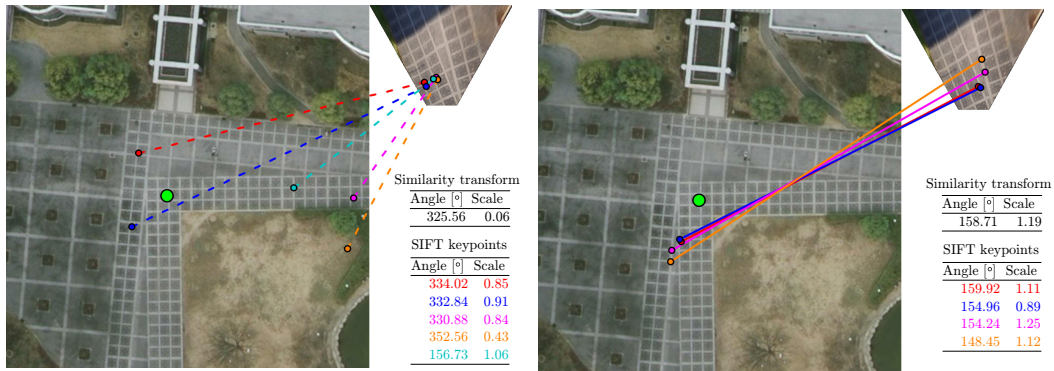 Similarity transform
Angle [°] Scale
325.56 0.06
SIFT keypoints
Angle [°] Scale
334.02 0.85
332.84 0.91
330.88 0.84
352.56 0.43
156.73 1.06
Similarity transform
Angle [°] Scale
158.71 1.19
SIFT keypoints
Angle [°] Scale
159.92 1.11
154.96 0.89
154.24 1.25
148.45 1.12